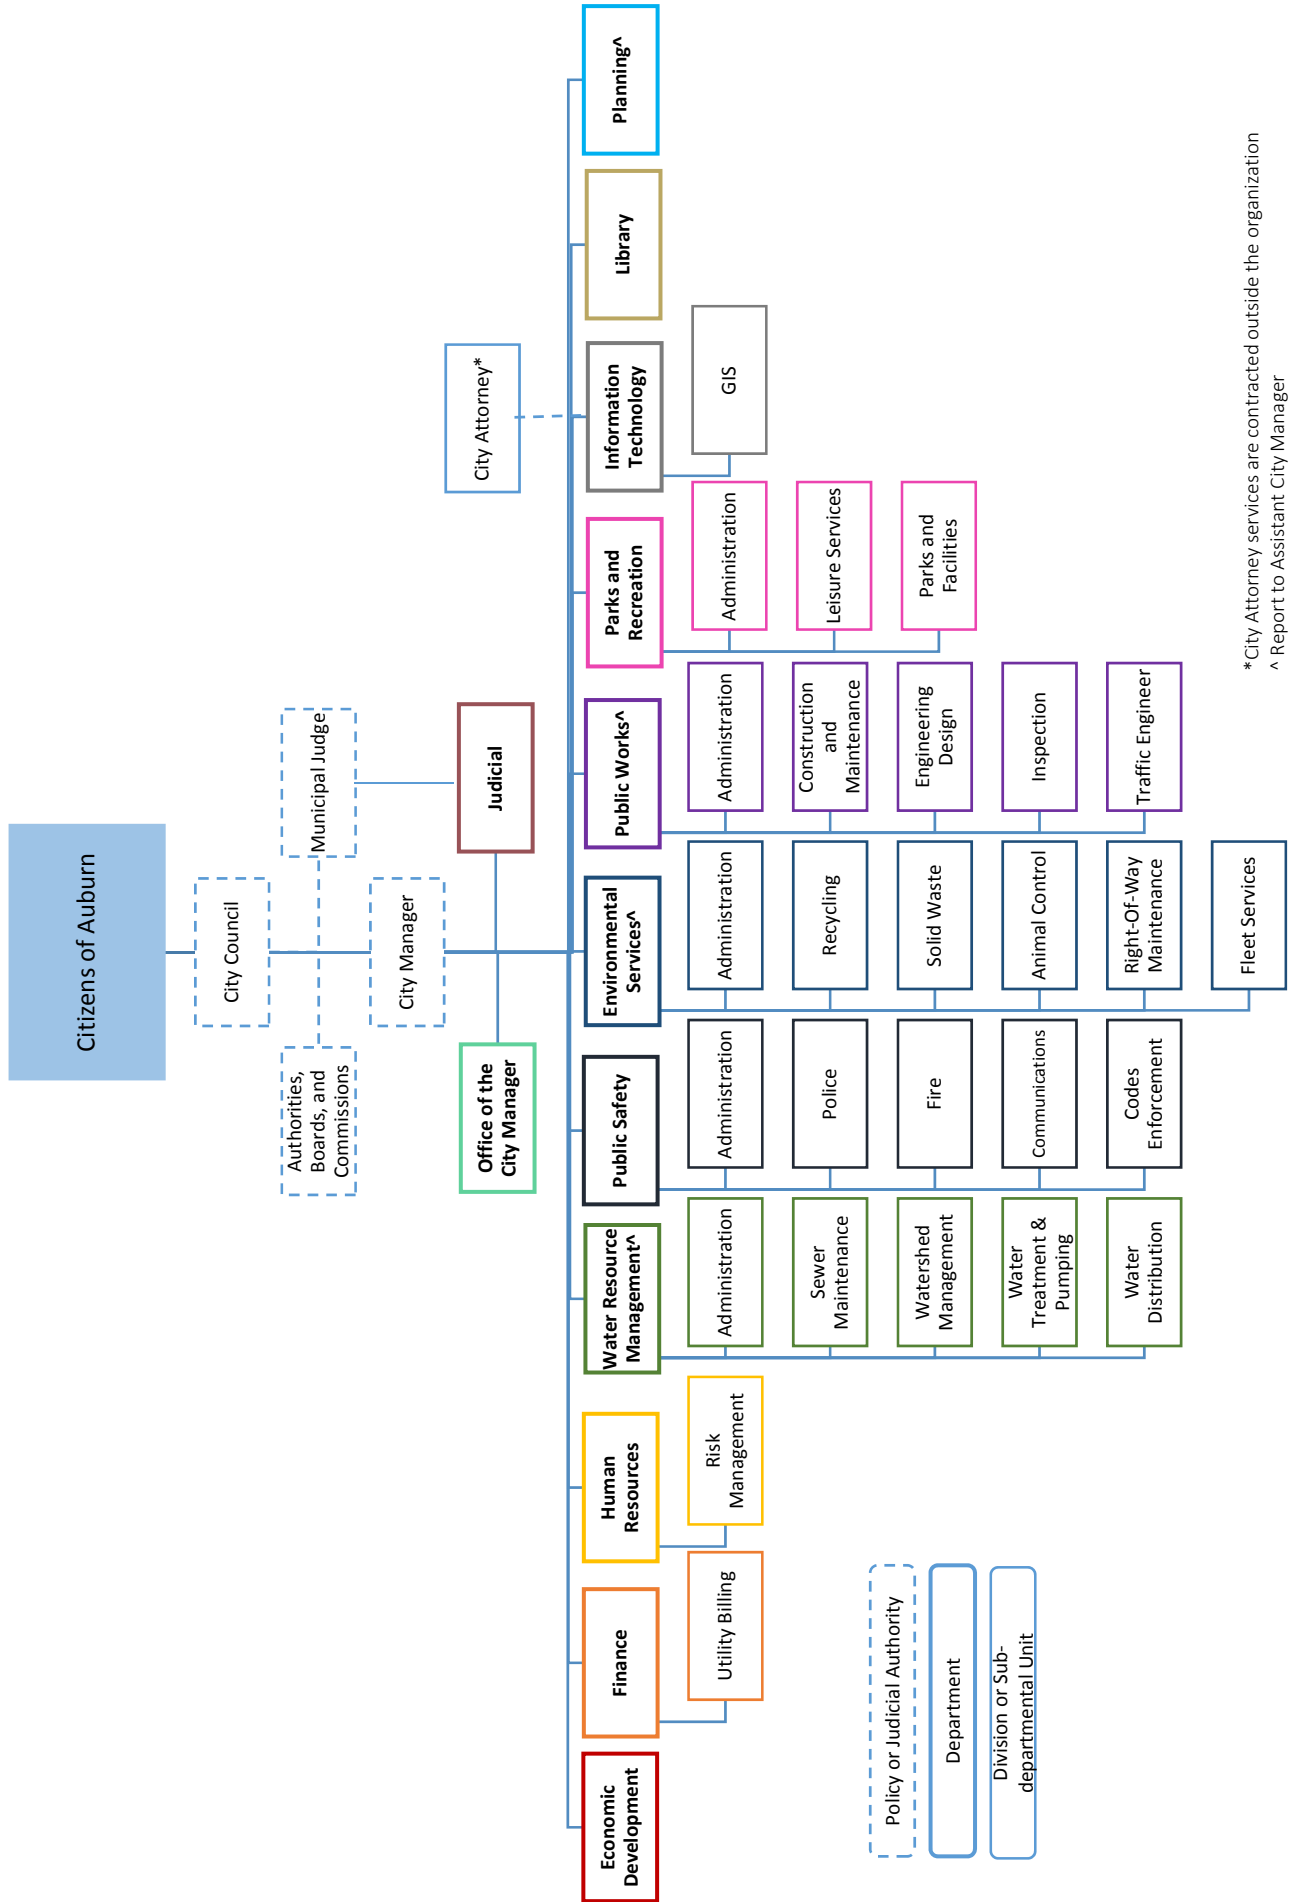 Citizens of Auburn
City Council
Authorities,
Boards, and
Commissions
Municipal Judge
City Manager
City Attorney*
Office of the
City Manager
Judicial
Economic
Development
Finance
Human
Resources
Water Resource
Management^
Public Safety
Environmental
Services^
Public Works^
Parks and
Recreation
Information
Technology
Library
Planning^
Utility Billing
Risk
Management
Administration
Sewer
Maintenance
Watershed
Management
Water
Treatment &
Pumping
Water
Distribution
Administration
Police
Fire
Communications
Codes
Enforcement
Administration
Recycling
Solid Waste
Animal Control
Right-Of-Way
Maintenance
Fleet Services
Administration
Construction
and
Maintenance
Engineering
Design
Inspection
Traffic Engineer
Administration
Leisure Services
Parks and
Facilities
GIS
Policy or Judicial Authority
Department
Division or Sub-
departmental Unit
*City Attorney services are contracted outside the organization
^ Report to Assistant City Manager